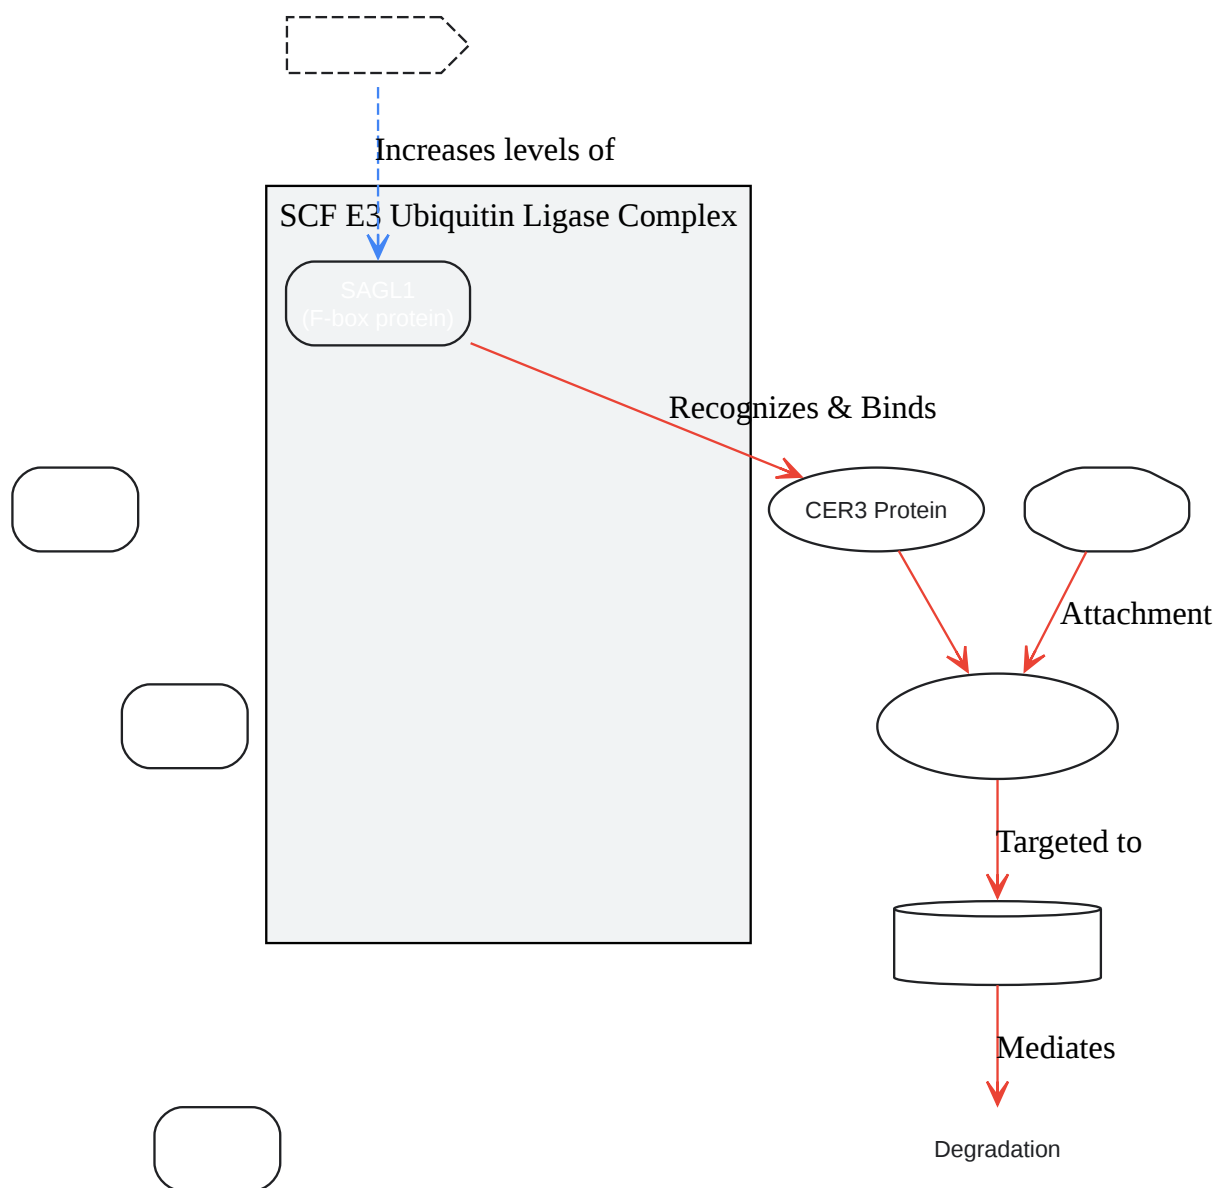 Increases levels of
SCF E3 Ubiquitin Ligase Complex
SAGL1
(F-box protein)
Recognizes & Binds
CER3 Protein
Attachment
Targeted to
Mediates
Degradation